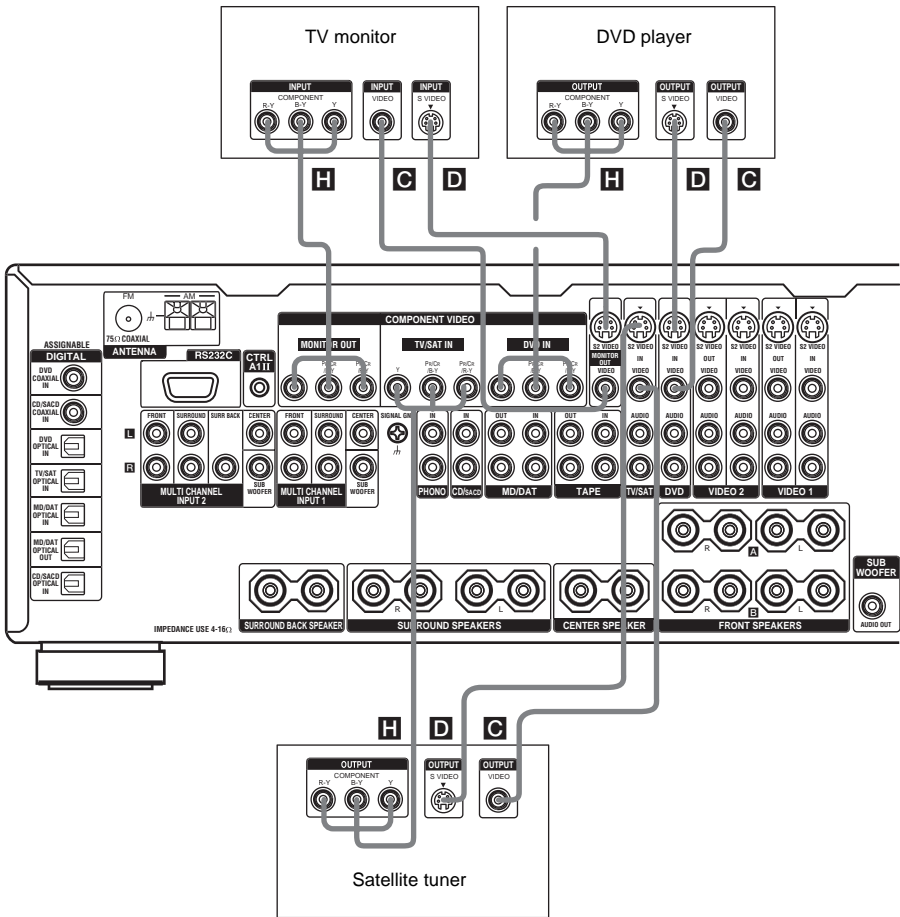 TV monitor
INPUT
COMPONENT
R-Y B-Y Y
INPUT
VIDEO
INPUT
S VIDEO
DVD player
OUTPUT
COMPONENT
R-Y B-Y Y
OUTPUT
S VIDEO
OUTPUT
VIDEO
H C D H D C
FM AM
75Ω COAXIAL
ANTENNA
RS232C
CTRL
A1 II
ASSIGNABLE
DIGITAL
DVD
COAXIAL
IN
CD/SACD
COAXIAL
IN
DVD
OPTICAL
IN
TV/SAT
OPTICAL
IN
MD/DAT
OPTICAL
IN
MD/DAT
OPTICAL
OUT
CD/SACD
OPTICAL
IN
COMPONENT VIDEO
MONITOR OUT TV/SAT IN DVD IN
PR/CR
/R-Y
Y
PB/CB
/B-Y
PR/CR
/R-Y
S2 VIDEO S2 VIDEO S2 VIDEO S2 VIDEO S2 VIDEO S2 VIDEO S2 VIDEO
MONITOR
OUT
IN IN OUT IN OUT IN
VIDEO VIDEO VIDEO VIDEO VIDEO VIDEO VIDEO
AUDIO AUDIO AUDIO AUDIO AUDIO AUDIO
FRONT SURROUND SURR BACK CENTER
L
R
SUB
WOOFER
MULTI CHANNEL
INPUT 2
FRONT SURROUND CENTER
SUB
WOOFER
MULTI CHANNEL
INPUT 1
SIGNAL GND
IN IN OUT IN OUT IN
PHONO CD/SACD MD/DAT TAPE TV/SAT DVD VIDEO 2 VIDEO 1
R A L
R B L
R L
IMPEDANCE USE 4-16Ω
SURROUND BACK SPEAKER SURROUND SPEAKERS CENTER SPEAKER FRONT SPEAKERS
SUB
WOOFER
AUDIO OUT
H D C
OUTPUT
COMPONENT
R-Y B-Y Y
OUTPUT
S VIDEO
OUTPUT
VIDEO
Satellite tuner